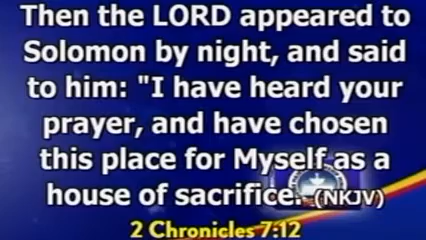 Then the LORD appeared to
Solomon by night, and said
to him: "I have heard your
prayer, and have chosen
this place for Myself as a
house of sacrifice. (NKJV)
2 Chronicles 7:12